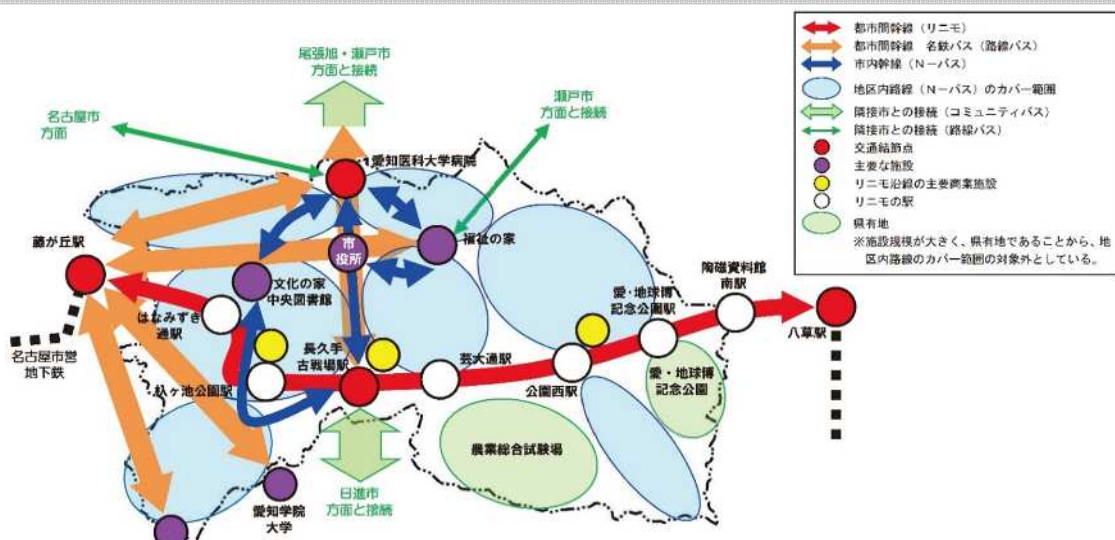 都市間幹線(リニモ)
都市間幹線 名鉄バス(路線バス)
市内幹線(N-バス)
地区内路線(N-バス)のカバー範囲
隣接市との接続(コミュニティバス)
隣接市との接続(路線バス)
交通結節点
主要な施設
リニモ沿線の主要商業施設
リニモの駅
県有地
※施設規模が大きく、県有地であることから、地
区内路線のカバー範囲の対象外としている。
尾張旭・瀬戸市
方面と接続
瀬戸市
方面と接続
名古屋市
方面
愛知医科大学病院
藤が丘駅
市
役所
福祉の家
文化の家
中央図書館
はなみずき
通駅
名古屋市営
地下鉄
杁ヶ池公園駅
長久手
古戦場駅
芸大通駅
公園西駅
愛・地球博
記念公園駅
陶磁資料館
南駅
八草駅
愛・地球博
記念公園
農業総合試験場
日進市
方面と接続
愛知学院
大学